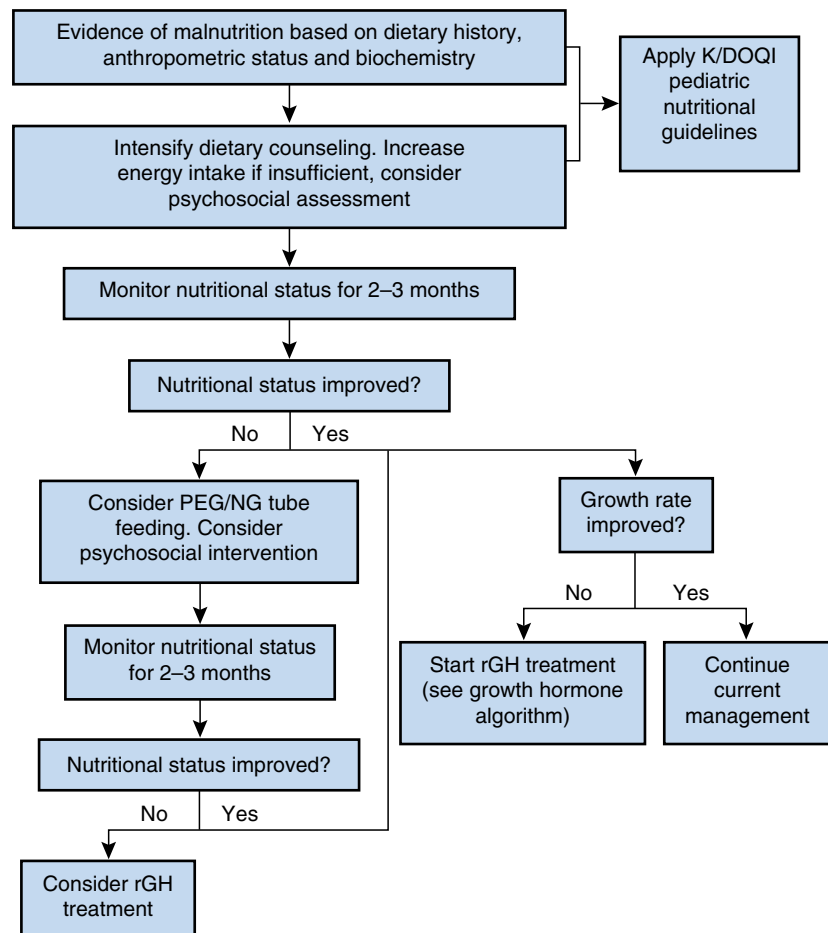 Evidence of malnutrition based on dietary history,
anthropometric status and biochemistry
Apply K/DOQI
pediatric
nutritional
guidelines
Intensify dietary counseling. Increase
energy intake if insufficient, consider
psychosocial assessment
Monitor nutritional status for 2–3 months
Nutritional status improved?
No
Yes
Consider PEG/NG tube
feeding. Consider
psychosocial intervention
Growth rate
improved?
No
Yes
Monitor nutritional status
for 2–3 months
Start rGH treatment
(see growth hormone
algorithm)
Continue
current
management
Nutritional status improved?
No
Yes
Consider rGH
treatment